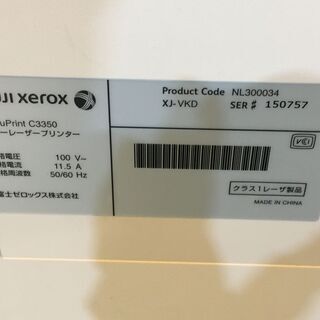 JI xerox
uPrint C3350
ーレーザープリンター
格電圧 100 V~
格電流 11.5 A
格周波数 50/60 Hz
富士ゼロックス株式会社
Product Code NL300034
XJ-VKD SER # 150757
VCI
クラス1レーザ製品
MADE IN CHINA